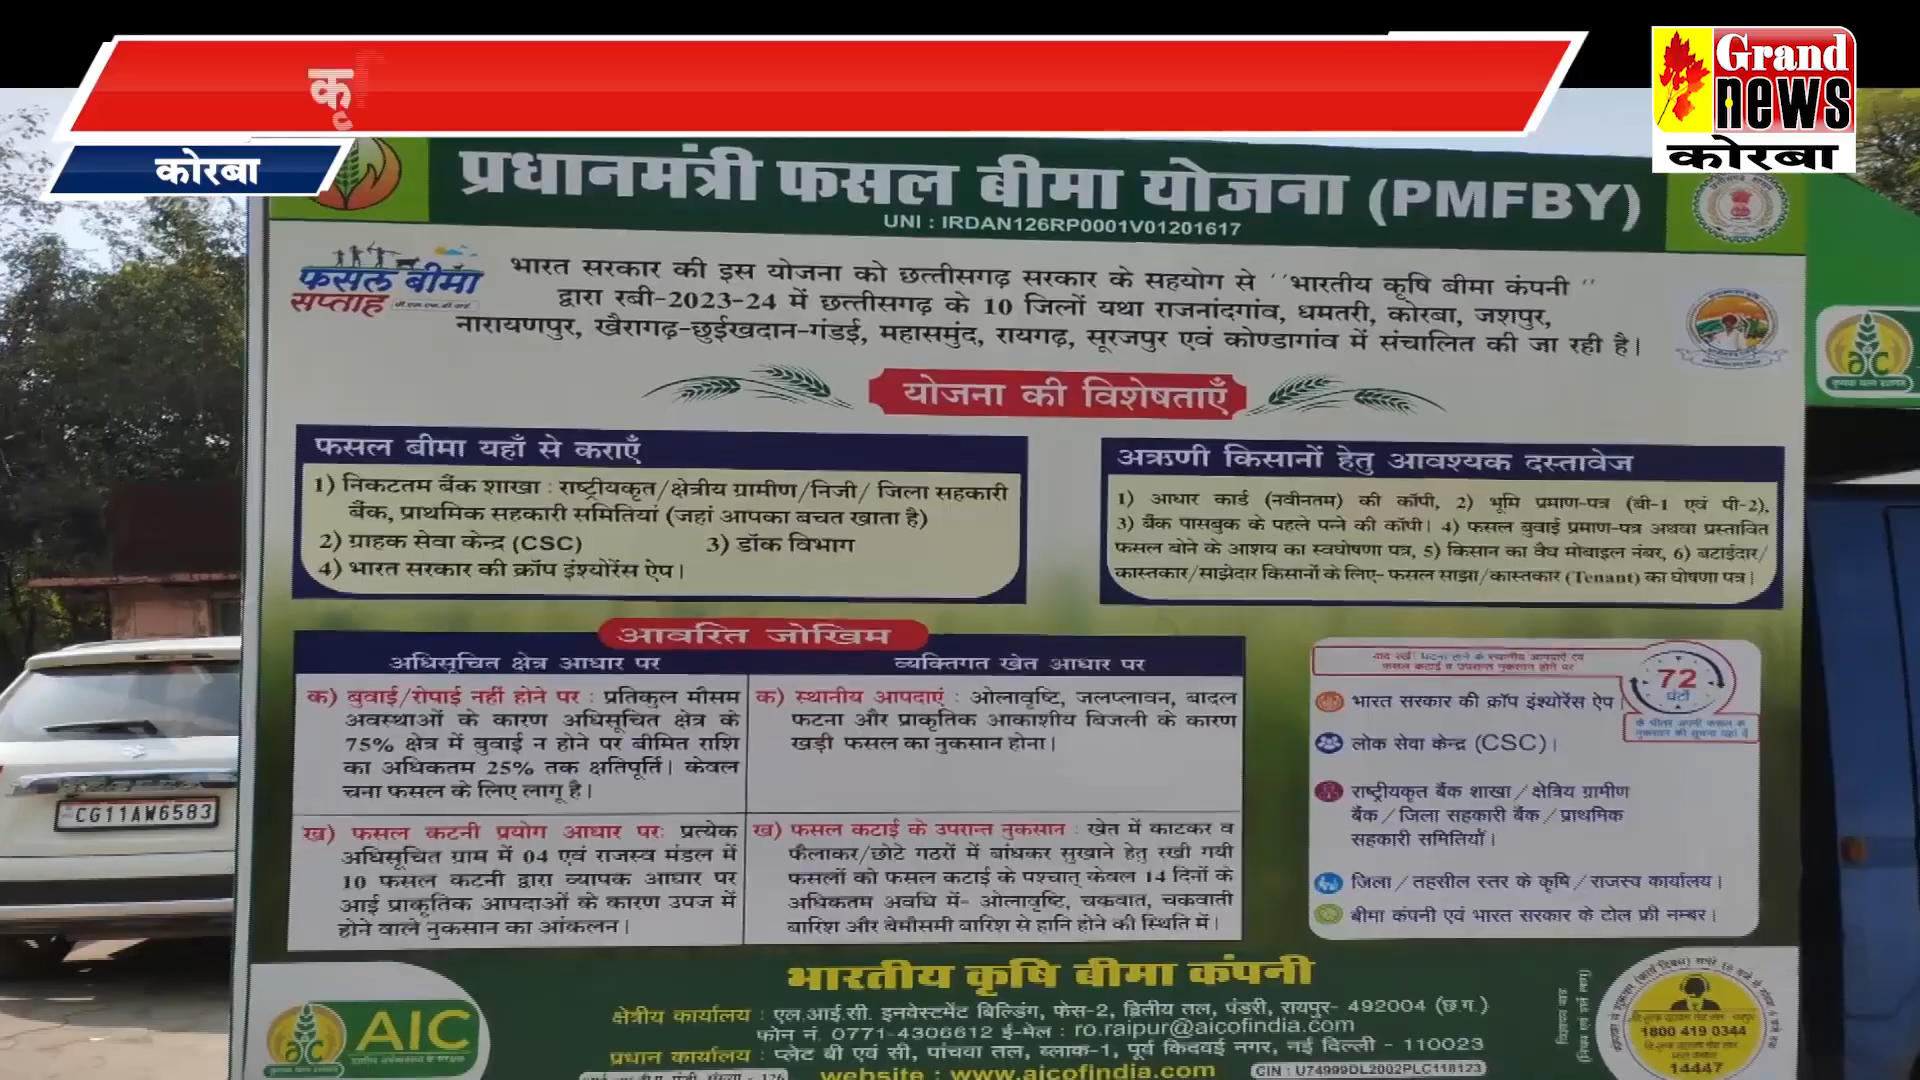 कृ
Grand
news
कोरबा
कोरबा
प्रधानमंत्री फसल बीमा योजना (PMFBY)
UNI : IRDAN126RP0001V01201617
फसल बीमा
सप्ताह
भारत सरकार की इस योजना को छत्तीसगढ़ सरकार के सहयोग से ''भारतीय कृषि बीमा कंपनी ''
द्वारा रबी-2023-24 में छत्तीसगढ़ के 10 जिलों यथा राजनांदगांव, धमतरी, कोरबा, जशपुर,
नारायणपुर, खैरागढ़-छुईखदान-गंडई, महासमुंद, रायगढ़, सूरजपुर एवं कोण्डागांव में संचालित की जा रही है।
योजना की विशेषताएँ
फसल बीमा यहाँ से कराएँ
1) निकटतम बैंक शाखा : राष्ट्रीयकृत/क्षेत्रीय ग्रामीण/निजी/ जिला सहकारी
बैंक, प्राथमिक सहकारी समितियां (जहां आपका बचत खाता है)
2) ग्राहक सेवा केन्द्र (CSC) 3) डॉक विभाग
4) भारत सरकार की क्रॉप इंश्योरेंस ऐप।
अऋणी किसानों हेतु आवश्यक दस्तावेज
1) आधार कार्ड (नवीनतम) की कॉपी, 2) भूमि प्रमाण-पत्र (बी-1 एवं पी-2),
3) बैंक पासबुक के पहले पन्ने की कॉपी। 4) फसल बुवाई प्रमाण-पत्र अथवा प्रस्तावित
फसल बोने के आशय का स्वघोषणा पत्र, 5) किसान का वैध मोबाइल नंबर, 6) बटाईदार/
कास्तकार/साझेदार किसानों के लिए- फसल साझा/कास्तकार (Tenant) का घोषणा पत्र।
आवरित जोखिम
अधिसूचित क्षेत्र आधार पर
व्यक्तिगत खेत आधार पर
क) बुवाई/रोपाई नहीं होने पर : प्रतिकुल मौसम
अवस्थाओं के कारण अधिसूचित क्षेत्र के
75% क्षेत्र में बुवाई न होने पर बीमित राशि
का अधिकतम 25% तक क्षतिपूर्ति। केवल
चना फसल के लिए लागू है।
क) स्थानीय आपदाएं : ओलावृष्टि, जलप्लावन, बादल
फटना और प्राकृतिक आकाशीय बिजली के कारण
खड़ी फसल का नुकसान होना।
ख) फसल कटनी प्रयोग आधार पर: प्रत्येक
अधिसूचित ग्राम में 04 एवं राजस्व मंडल में
10 फसल कटनी द्वारा व्यापक आधार पर
आई प्राकृतिक आपदाओं के कारण उपज में
होने वाले नुकसान का आंकलन।
ख) फसल कटाई के उपरान्त नुकसान : खेत में काटकर व
फैलाकर/छोटे गठरों में बांधकर सुखाने हेतु रखी गयी
फसलों को फसल कटाई के पश्चात् केवल 14 दिनों के
अधिकतम अवधि में- ओलावृष्टि, चक्रवात, चक्रवाती
बारिश और बेमौसमी बारिश से हानि होने की स्थिति में।
72
घंटों
भारत सरकार की क्रॉप इंश्योरेंस ऐप।
लोक सेवा केन्द्र (CSC)।
राष्ट्रीयकृत बैंक शाखा/क्षेत्रिय ग्रामीण
बैंक/जिला सहकारी बैंक/प्राथमिक
सहकारी समितियाँ।
जिला/तहसील स्तर के कृषि/राजस्व कार्यालय।
बीमा कंपनी एवं भारत सरकार के टोल फ्री नम्बर।
CG11AW6583
AIC
भारतीय कृषि बीमा कंपनी
क्षेत्रीय कार्यालय : एल.आई.सी. इनवेस्टमेंट बिल्डिंग, फेस-2, द्वितीय तल, पंडरी, रायपुर- 492004 (छ.ग.)
फोन नं. 0771-4306612 ई-मेल : ro.raipur@aicofindia.com
प्रधान कार्यालय : प्लेट बी एवं सी, पांचवा तल, ब्लाक-1, पूर्व किदवई नगर, नई दिल्ली - 110023
website : www.aicofindia.com
CIN : U74999DL2002PLC118123
1800 419 0344
14447